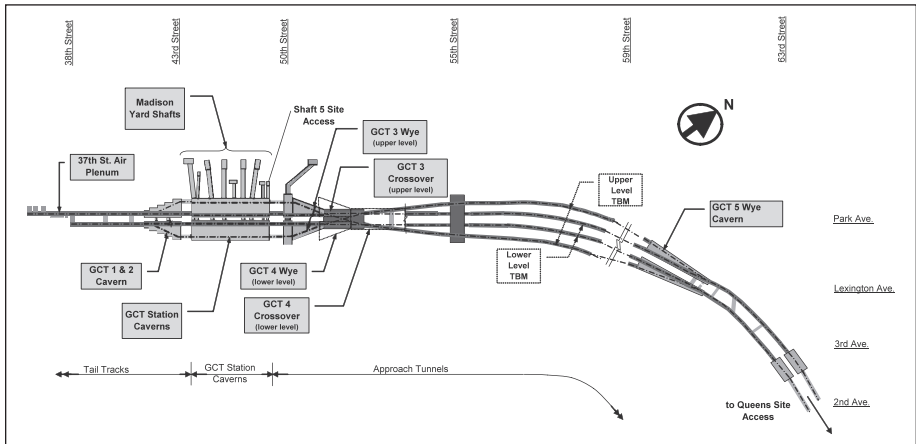 38th Street
43rd Street
50th Street
55th Street
59th Street
63rd Street
Madison
Yard Shafts
Shaft 5 Site
Access
GCT 3 Wye
(upper level)
N
37th St. Air
Plenum
GCT 3
Crossover
(upper level)
Upper
Level
TBM
GCT 5 Wye
Cavern
Park Ave.
GCT 1 & 2
Cavern
GCT 4 Wye
(lower level)
Lower
Level
TBM
Lexington Ave.
GCT Station
Caverns
GCT 4
Crossover
(lower level)
3rd Ave.
Tail Tracks
GCT Station
Caverns
Approach Tunnels
to Queens Site
Access
2nd Ave.